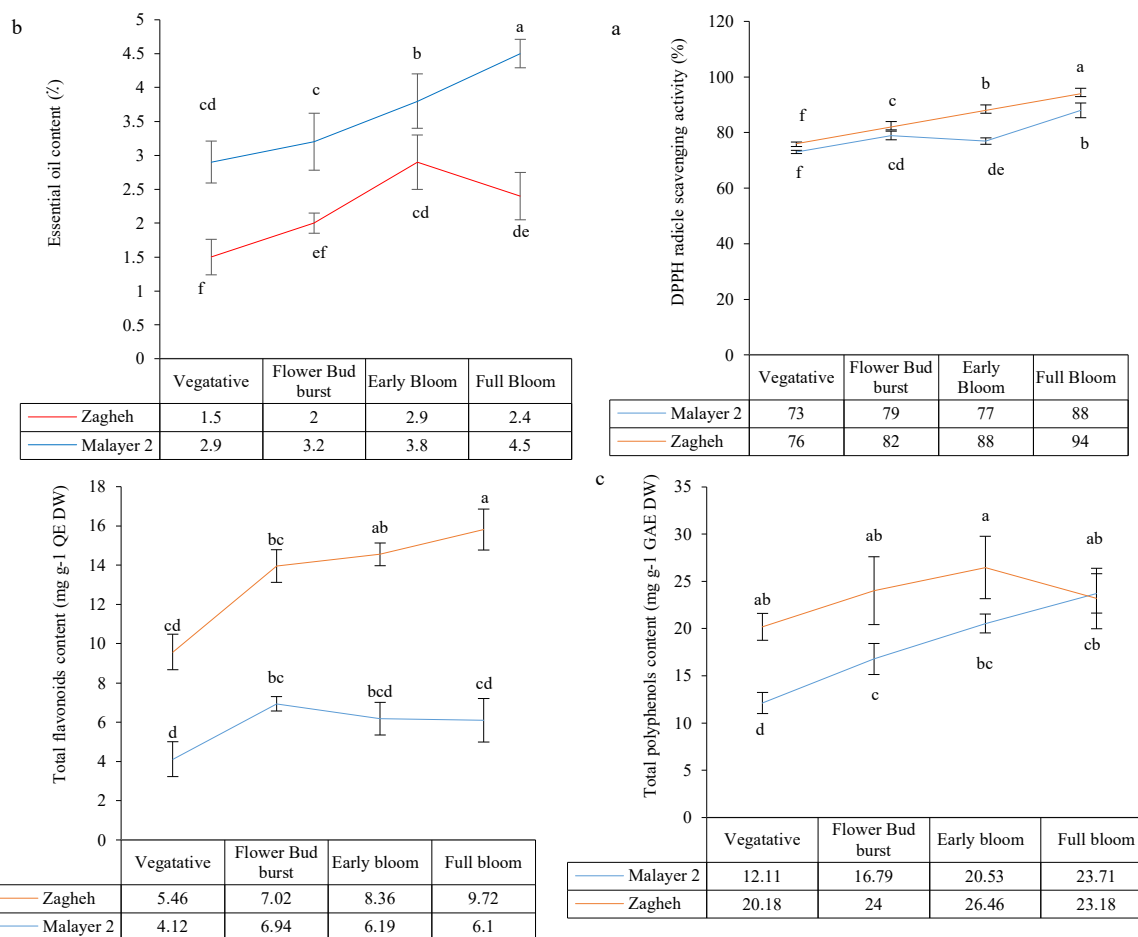 b
Essential oil content (٪)
5
4.5
4
3.5
3
2.5
2
1.5
1
0.5
0
cd
c
b
a
f
ef
cd
de
Vegatative
Flower Bud
burst
Early Bloom
Full Bloom
Zagheh
1.5
2
2.9
2.4
Malayer 2
2.9
3.2
3.8
4.5
a
DPPH radicle scavenging activity (%)
120
100
80
60
40
20
0
f
c
b
a
f
cd
de
b
Vegatative
Flower Bud
burst
Early
Bloom
Full Bloom
Malayer 2
73
79
77
88
Zagheh
76
82
88
94
Total flavonoids content (mg g-1 QE DW)
18
16
14
12
10
8
6
4
2
0
cd
bc
ab
a
d
bc
bcd
cd
Vegatative
Flower Bud
burst
Early bloom
Full bloom
Zagheh
5.46
7.02
8.36
9.72
Malayer 2
4.12
6.94
6.19
6.1
c
Total polyphenols content (mg g-1 GAE DW)
35
30
25
20
15
10
5
0
ab
ab
a
ab
d
c
bc
cb
Vegatative
Flower Bud
burst
Early bloom
Full bloom
Malayer 2
12.11
16.79
20.53
23.71
Zagheh
20.18
24
26.46
23.18